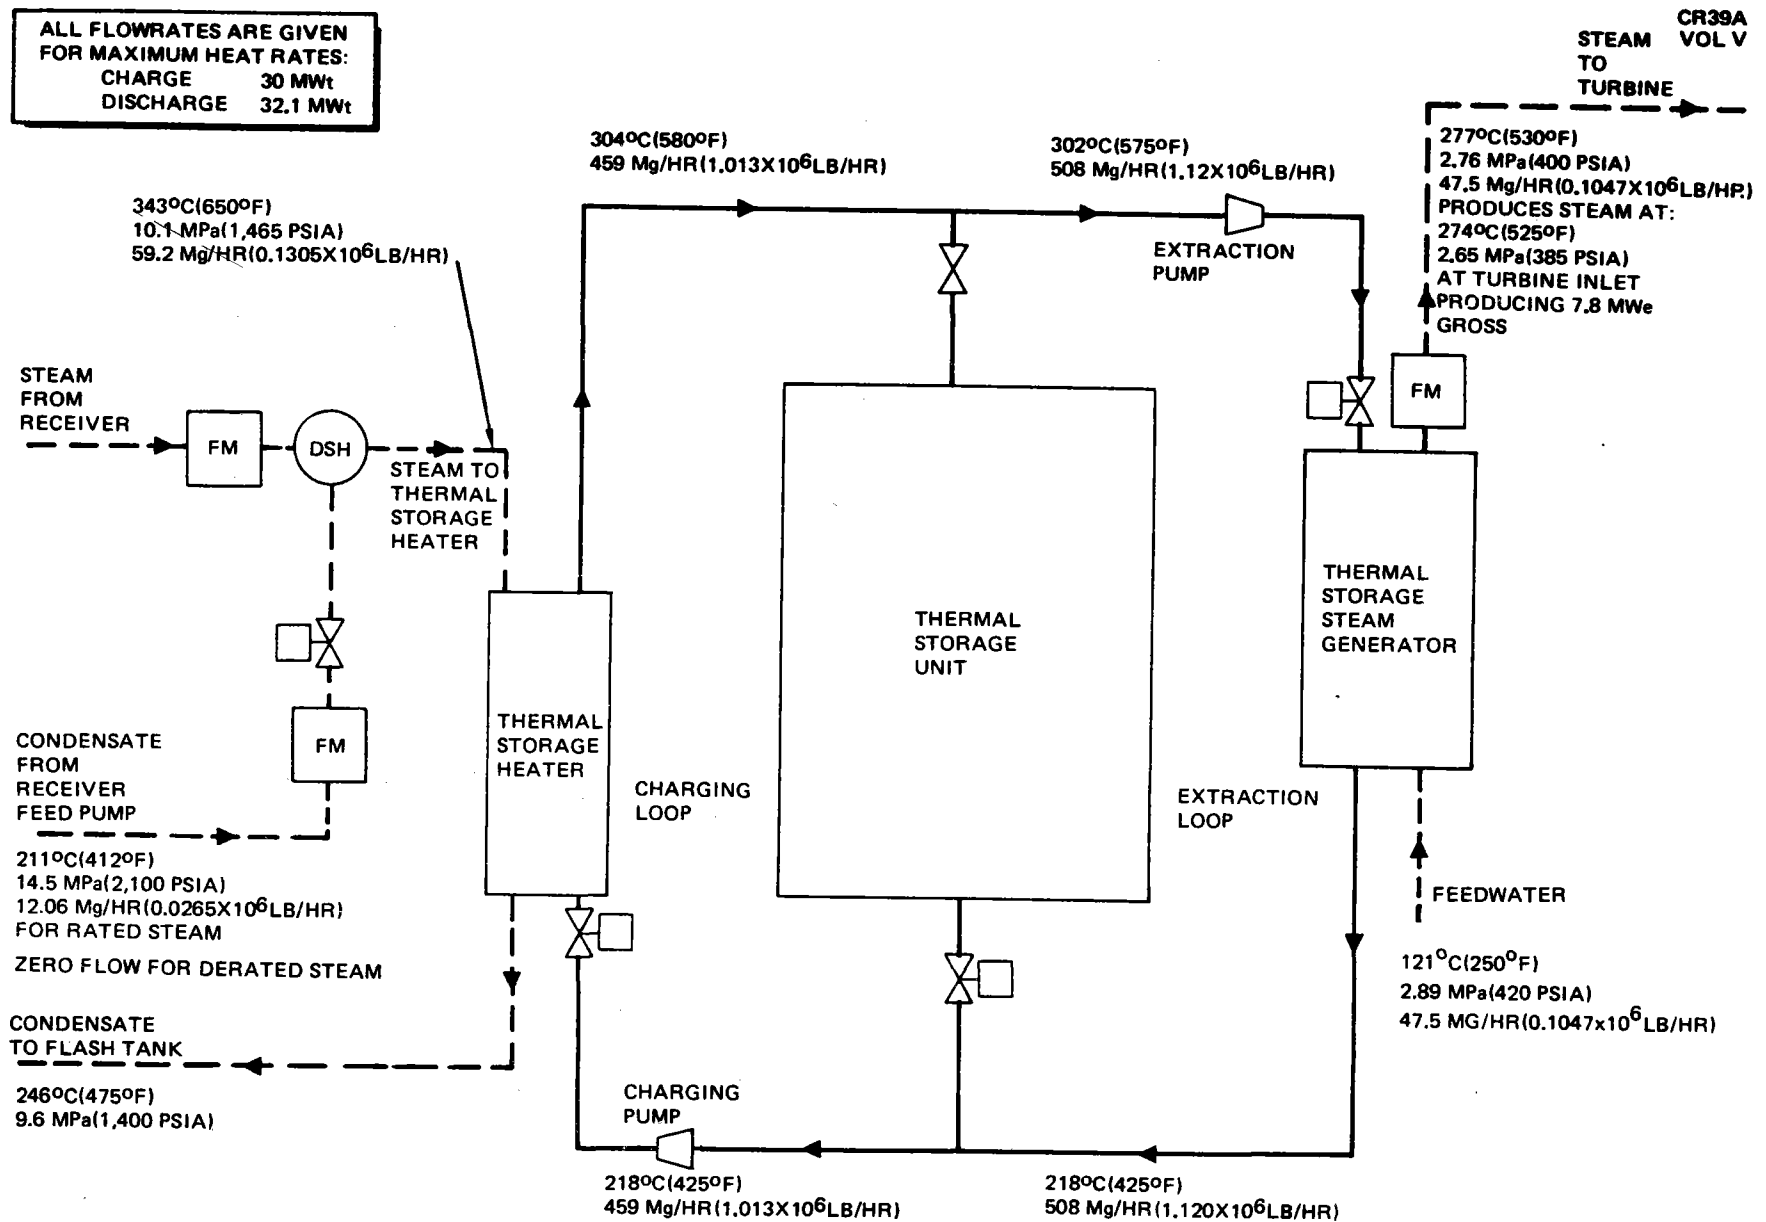 ALL FLOWRATES ARE GIVEN
FOR MAXIMUM HEAT RATES:
CHARGE 30 MWt
DISCHARGE 32.1 MWt
CR39A
VOL V
STEAM
TO
TURBINE
304°C(580°F)
459 Mg/HR(1.013X10⁶LB/HR)
302°C(575°F)
508 Mg/HR(1.12X10⁶LB/HR)
277°C(530°F)
2.76 MPa(400 PSIA)
47.5 Mg/HR(0.1047X10⁶LB/HR)
PRODUCES STEAM AT:
274°C(525°F)
2.65 MPa(385 PSIA)
AT TURBINE INLET
PRODUCING 7.8 MWe
GROSS
343°C(650°F)
10.1 MPa(1,465 PSIA)
59.2 Mg/HR(0.1305X10⁶LB/HR)
EXTRACTION
PUMP
STEAM
FROM
RECEIVER
FM
DSH
STEAM TO
THERMAL
STORAGE
HEATER
FM
FM
THERMAL
STORAGE
HEATER
THERMAL
STORAGE
UNIT
THERMAL
STORAGE
STEAM
GENERATOR
CHARGING
LOOP
EXTRACTION
LOOP
CONDENSATE
FROM
RECEIVER
FEED PUMP
211°C(412°F)
14.5 MPa(2,100 PSIA)
12.06 Mg/HR(0.0265X10⁶LB/HR)
FOR RATED STEAM
ZERO FLOW FOR DERATED STEAM
FEEDWATER
121°C(250°F)
2.89 MPa(420 PSIA)
47.5 MG/HR(0.1047x10⁶LB/HR)
CONDENSATE
TO FLASH TANK
246°C(475°F)
9.6 MPa(1,400 PSIA)
CHARGING
PUMP
218°C(425°F)
459 Mg/HR(1.013X10⁶LB/HR)
218°C(425°F)
508 Mg/HR(1.120X10⁶LB/HR)